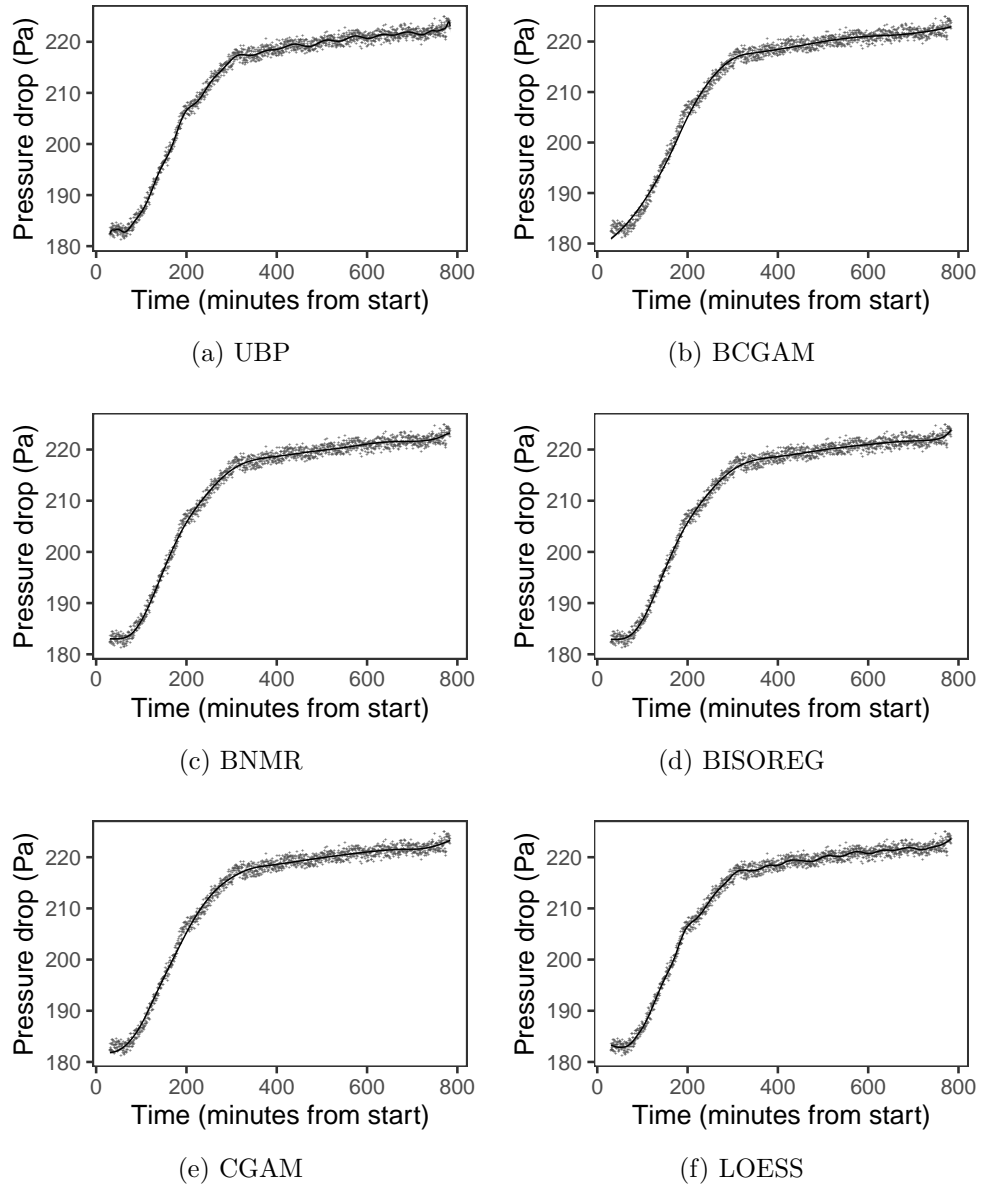 Pressure drop (Pa)
220
210
200
190
180
0 200 400 600 800
Time (minutes from start)
(a) UBP
Pressure drop (Pa)
220
210
200
190
180
0 200 400 600 800
Time (minutes from start)
(b) BCGAM
Pressure drop (Pa)
220
210
200
190
180
0 200 400 600 800
Time (minutes from start)
(c) BNMR
Pressure drop (Pa)
220
210
200
190
180
0 200 400 600 800
Time (minutes from start)
(d) BISOREG
Pressure drop (Pa)
220
210
200
190
180
0 200 400 600 800
Time (minutes from start)
(e) CGAM
Pressure drop (Pa)
220
210
200
190
180
0 200 400 600 800
Time (minutes from start)
(f) LOESS